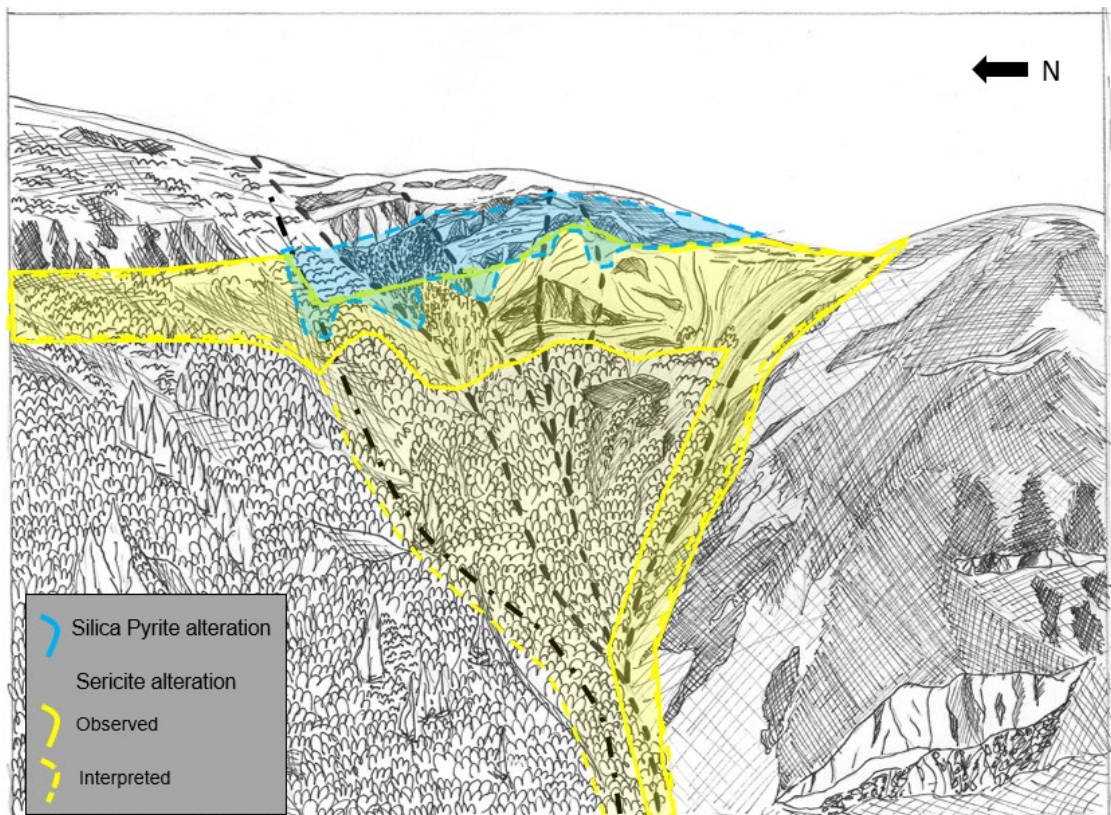 N
Silica Pyrite alteration
Sericite alteration
Observed
Interpreted